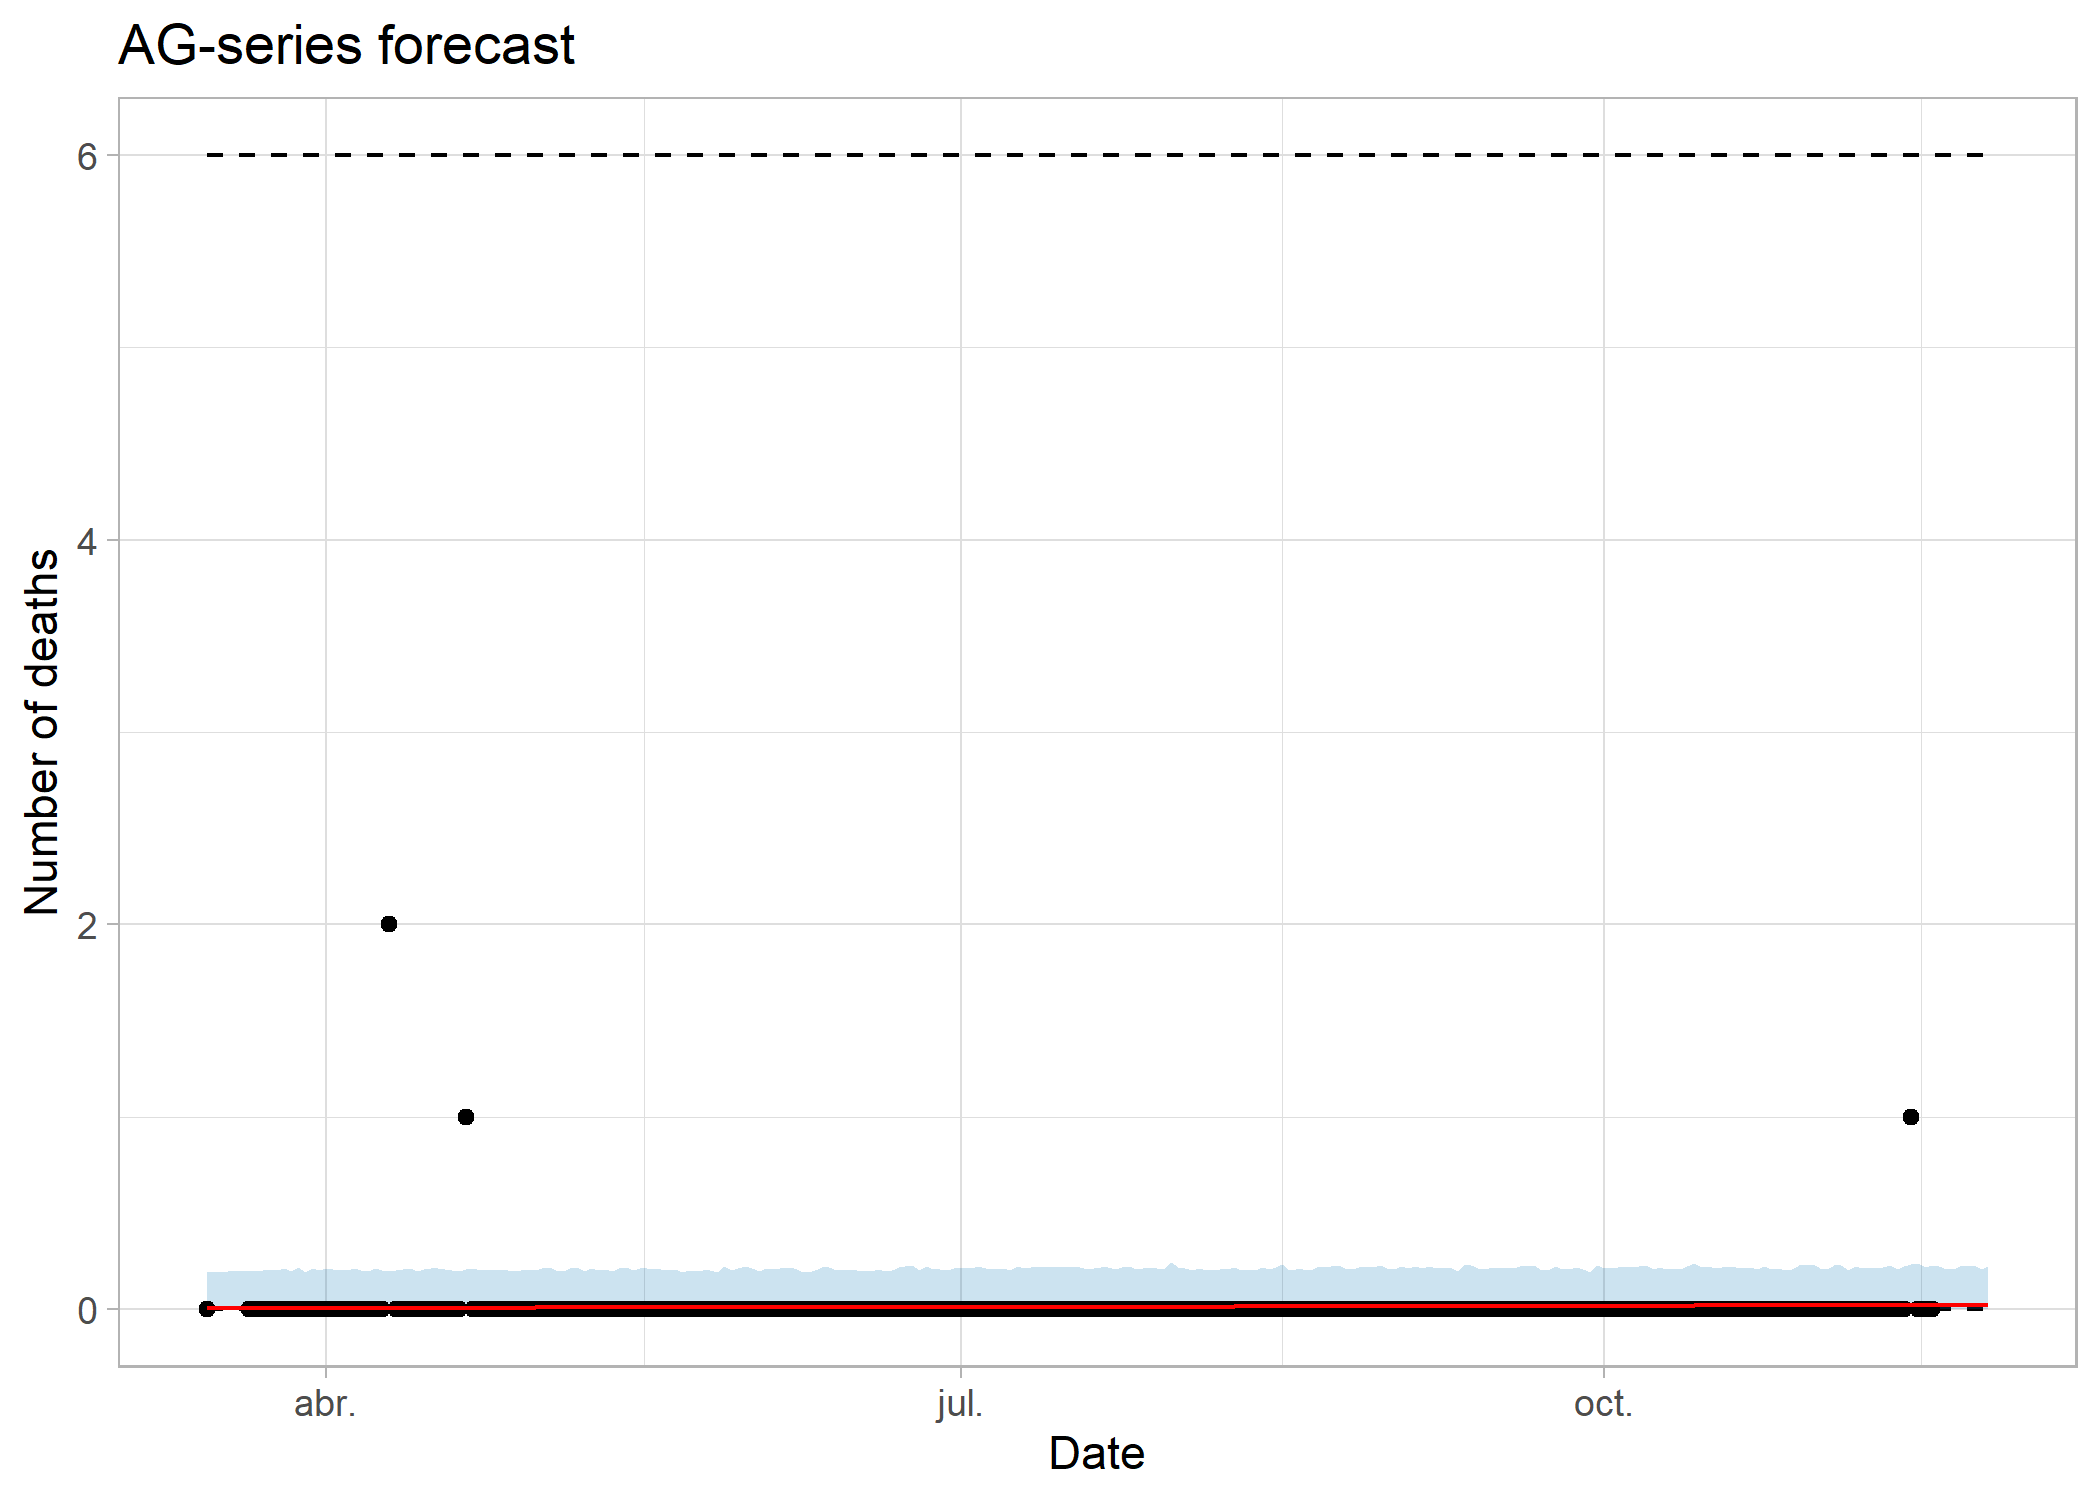 AG-series forecast
6
4
2
0
Number of deaths
abr.
jul.
oct.
Date